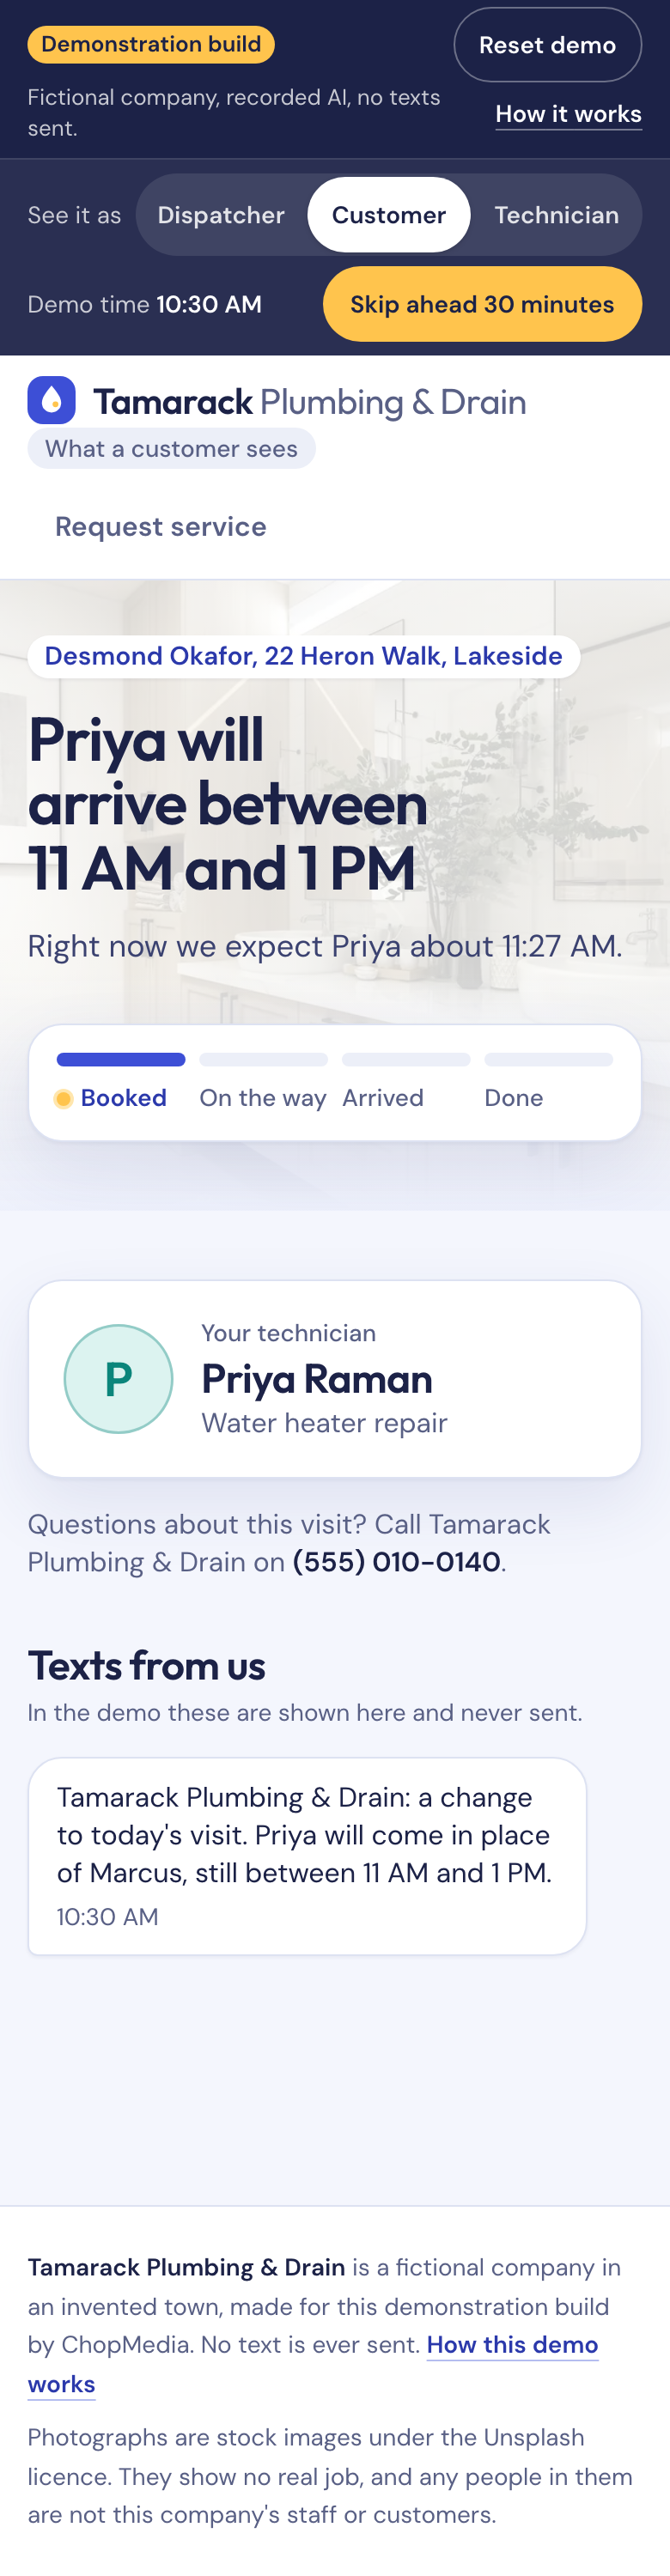 Demonstration build
Reset demo
Fictional company, recorded AI, no texts
sent.
How it works
See it as
Dispatcher
Customer
Technician
Demo time 10:30 AM
Skip ahead 30 minutes
Tamarack Plumbing & Drain
What a customer sees
Request service
Desmond Okafor, 22 Heron Walk, Lakeside
Priya will
arrive between
11 AM and 1 PM
Right now we expect Priya about 11:27 AM.
Booked
On the way
Arrived
Done
P
Your technician
Priya Raman
Water heater repair
Questions about this visit? Call Tamarack
Plumbing & Drain on (555) 010-0140.
Texts from us
In the demo these are shown here and never sent.
Tamarack Plumbing & Drain: a change
to today's visit. Priya will come in place
of Marcus, still between 11 AM and 1 PM.
10:30 AM
Tamarack Plumbing & Drain is a fictional company in
an invented town, made for this demonstration build
by ChopMedia. No text is ever sent. How this demo
works
Photographs are stock images under the Unsplash
licence. They show no real job, and any people in them
are not this company's staff or customers.